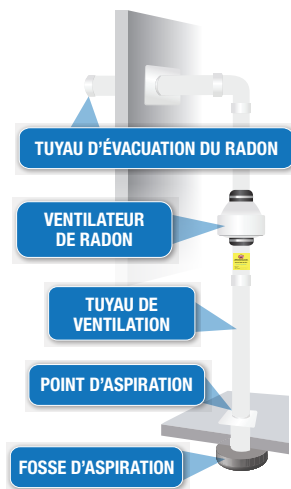 TUYAU D'ÉVACUATION DU RADON
VENTILATEUR
DE RADON
TUYAU DE
VENTILATION
POINT D'ASPIRATION
FOSSE D'ASPIRATION